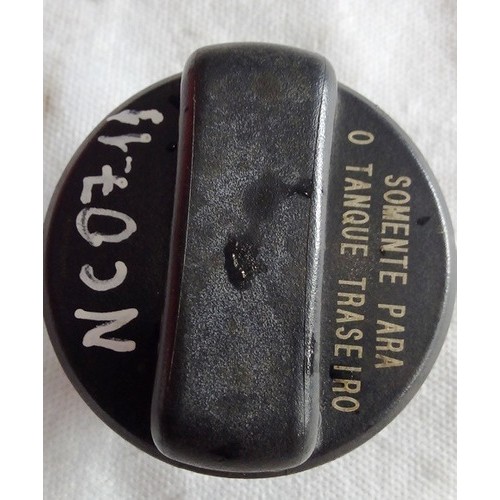 SOMENTE PARA
O TANQUE TRASEIRO